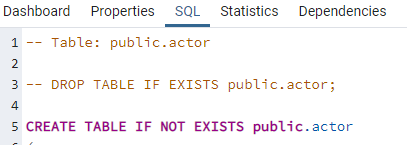 Dashboard Properties SQL Statistics Dependencies
1 -- Table: public.actor
2
3 -- DROP TABLE IF EXISTS public.actor;
4
5 CREATE TABLE IF NOT EXISTS public.actor